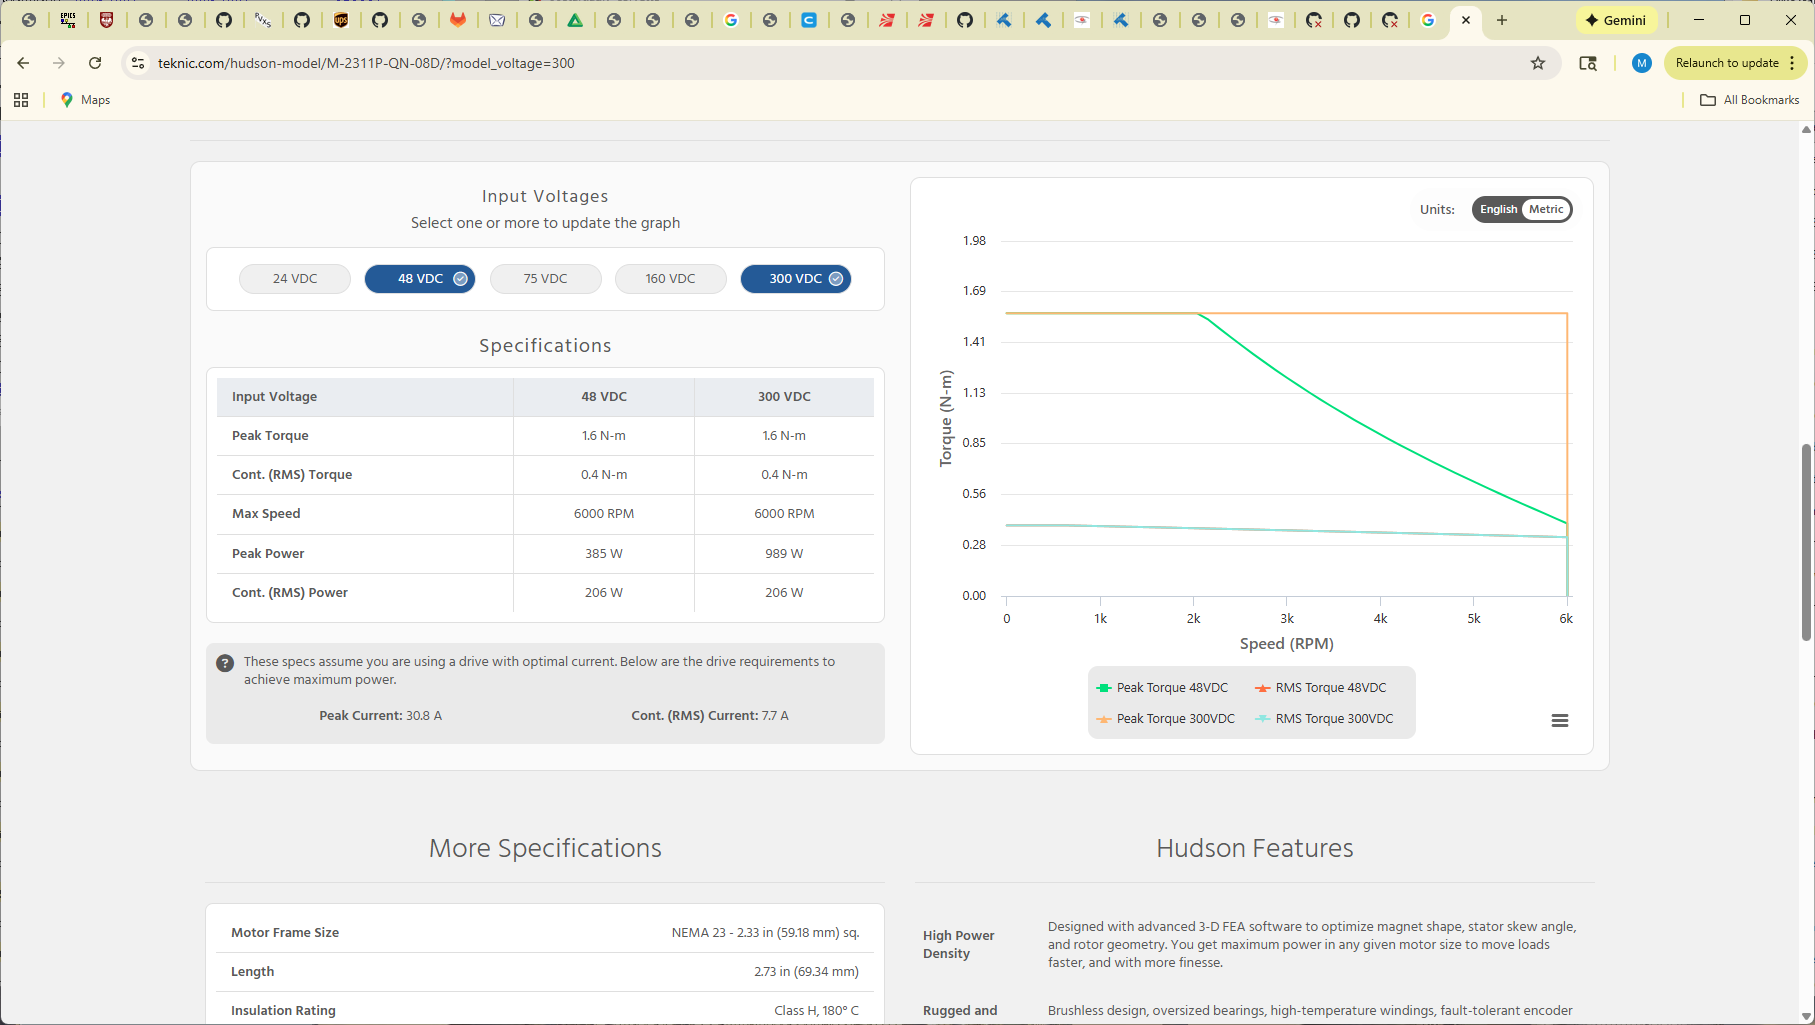 EPICS
PVXS
ups
Gemini
teknic.com/hudson-model/M-2311P-QN-08D/?model_voltage=300
M
Relaunch to update
Maps
All Bookmarks
Input Voltages
Select one or more to update the graph
24 VDC
48 VDC
75 VDC
160 VDC
300 VDC
Specifications
Input Voltage 48 VDC 300 VDC
Peak Torque 1.6 N-m 1.6 N-m
Cont. (RMS) Torque 0.4 N-m 0.4 N-m
Max Speed 6000 RPM 6000 RPM
Peak Power 385 W 989 W
Cont. (RMS) Power 206 W 206 W
? These specs assume you are using a drive with optimal current. Below are the drive requirements to
achieve maximum power.
Peak Current: 30.8 A Cont. (RMS) Current: 7.7 A
Units: English Metric
1.98
1.69
1.41
1.13
0.85
0.56
0.28
0.00
Torque (N-m)
0 1k 2k 3k 4k 5k 6k
Speed (RPM)
Peak Torque 48VDC RMS Torque 48VDC
Peak Torque 300VDC RMS Torque 300VDC
More Specifications
Motor Frame Size NEMA 23 - 2.33 in (59.18 mm) sq.
Length 2.73 in (69.34 mm)
Insulation Rating Class H, 180° C
Hudson Features
High Power
Density
Designed with advanced 3-D FEA software to optimize magnet shape, stator skew angle,
and rotor geometry. You get maximum power in any given motor size to move loads
faster, and with more finesse.
Rugged and
Brushless design, oversized bearings, high-temperature windings, fault-tolerant encoder